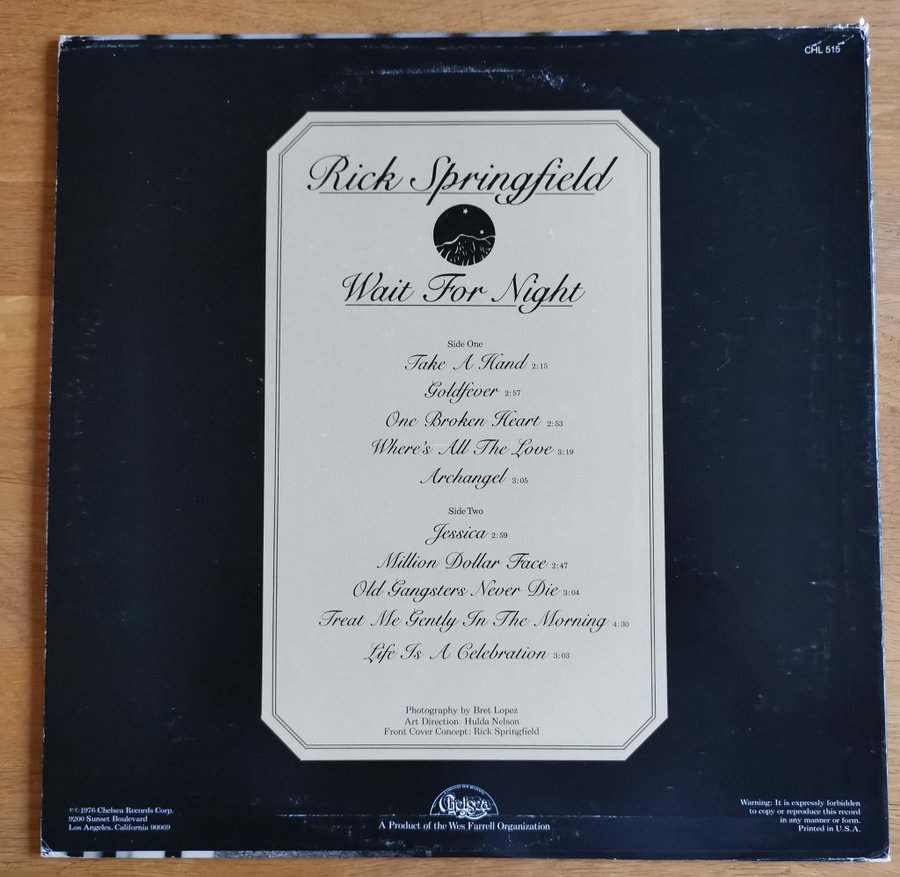 CHL 515
Rick Springfield
Wait For Night
Side One
Take A Hand 2:15
Goldfever 2:57
One Broken Heart 2:53
Where's All The Love 3:19
Archangel 3:05
Side Two
Jessica 2:59
Million Dollar Face 2:47
Old Gangsters Never Die 3:04
Treat Me Gently In The Morning 4:30
Life Is A Celebration 3:03
Photography by Bret Lopez
Art Direction: Hulda Nelson
Front Cover Concept: Rick Springfield
℗ © 1976 Chelsea Records Corp.
9200 Sunset Boulevard
Los Angeles, California 90069
Chelsea
A Product of the Wes Farrell Organization
Warning: It is expressly forbidden
to copy or reproduce this record
in any manner or form.
Printed in U.S.A.